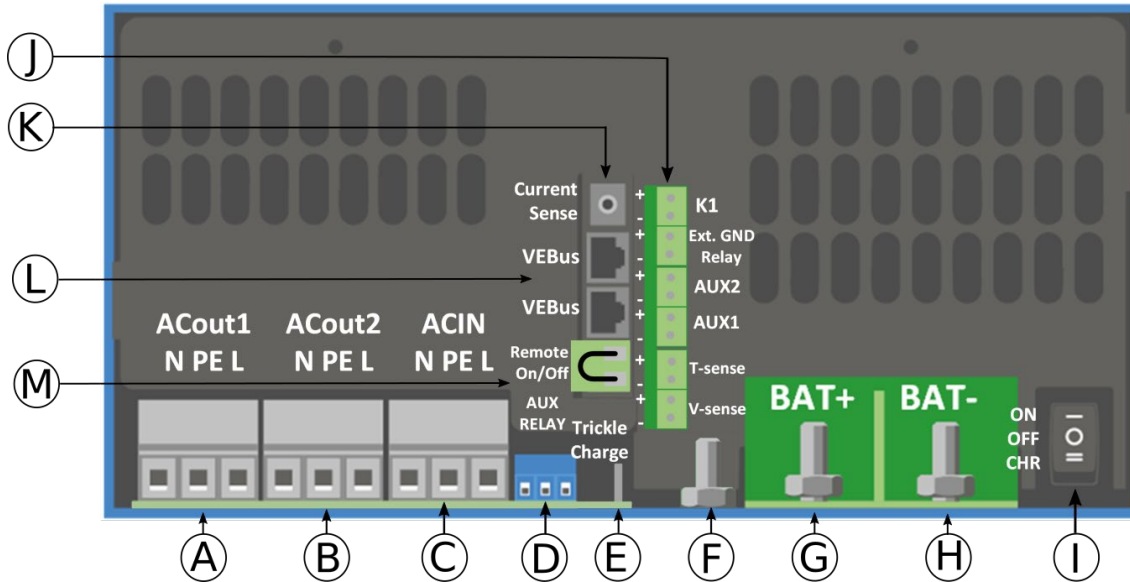 J
K
Current
Sense
+
-
K1
+
-
Ext. GND
Relay
L
VEBus
+
-
AUX2
VEBus
+
-
AUX1
ACout1
N PE L
ACout2
N PE L
ACIN
N PE L
M
Remote
On/Off
+
-
T-sense
AUX
RELAY
+
-
V-sense
Trickle
Charge
BAT+
BAT-
ON
OFF
CHR
A
B
C
D
E
F
G
H
I